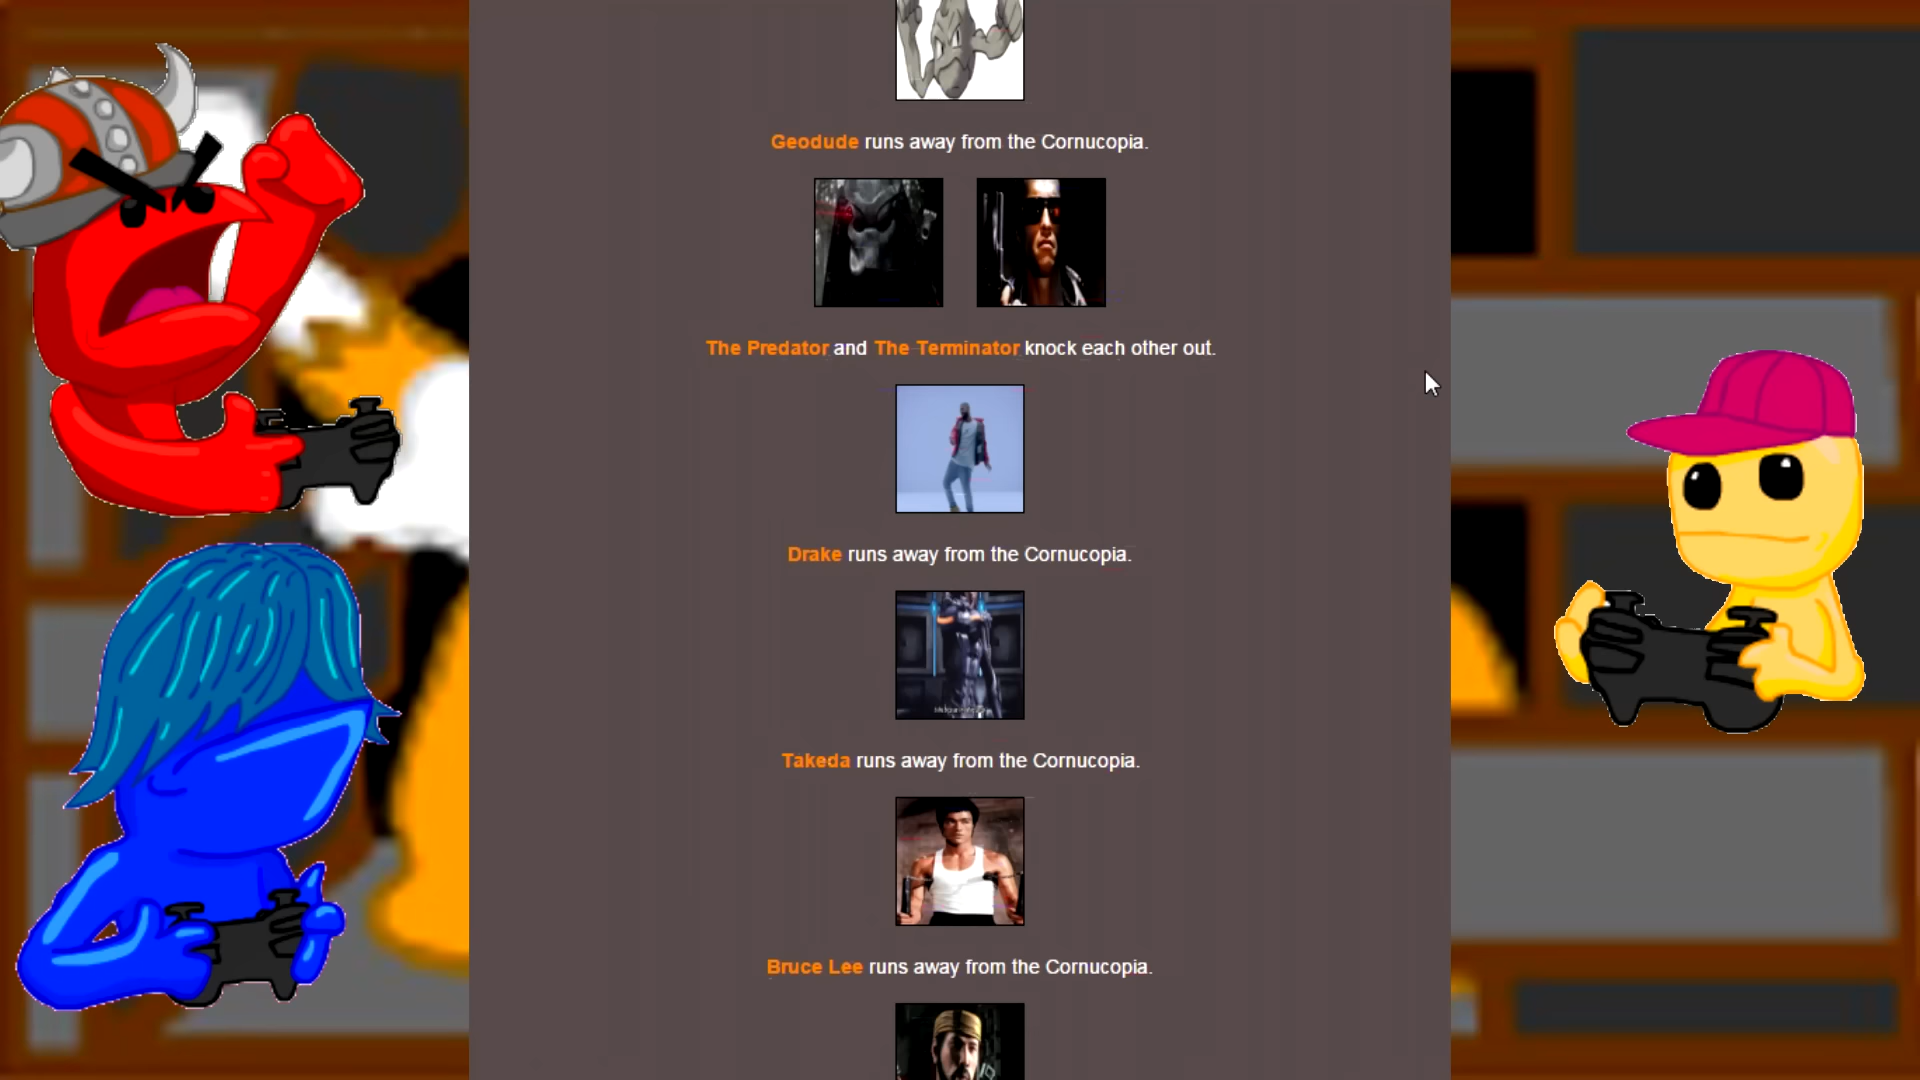 Geodude runs away from the Cornucopia.
The Predator and The Terminator knock each other out.
Drake runs away from the Cornucopia.
Takeda runs away from the Cornucopia.
Bruce Lee runs away from the Cornucopia.